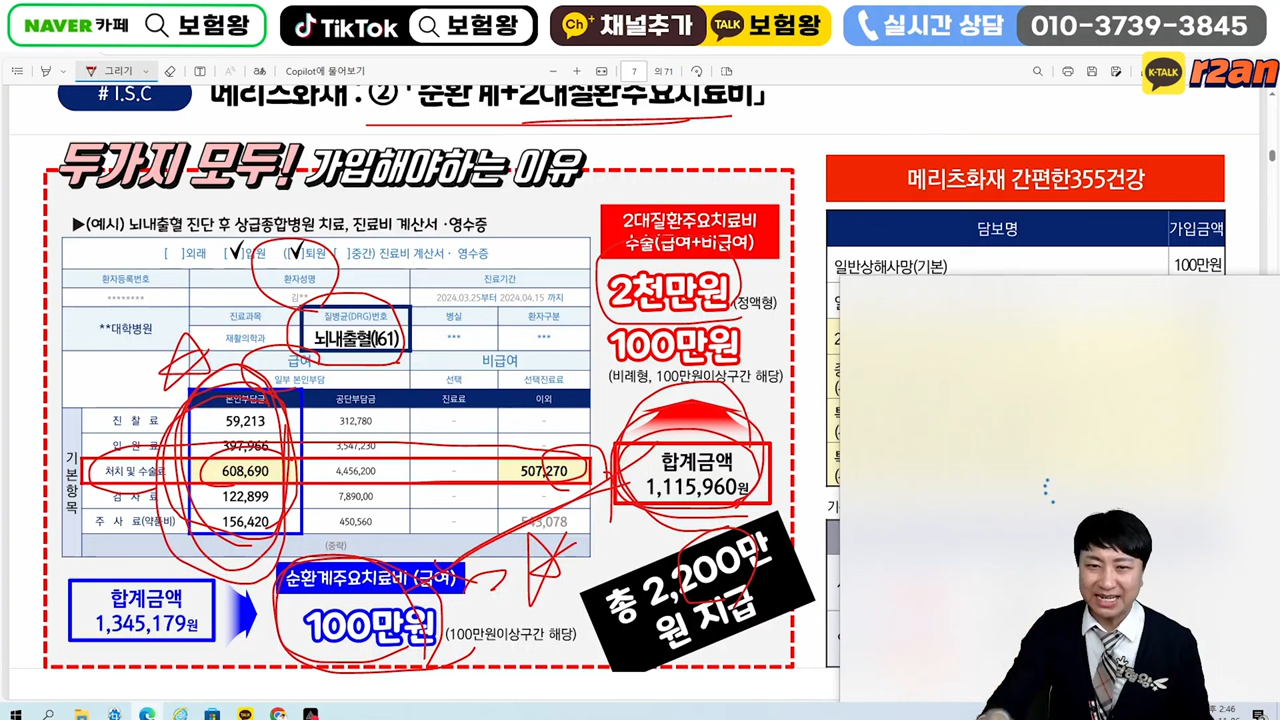 NAVER 카페 보험왕
TikTok 보험왕
Ch+ 채널추가 TALK 보험왕
실시간 상담 010-3739-3845
그리기
Copilot에 물어보기
7 의 71
K-TALK r2an
# T.S.C
메리츠화재 : ②「순환계+2대질환주요치료비」
두가지 모두! 가입해야하는 이유
▶(예시) 뇌내출혈 진단 후 상급종합병원 치료, 진료비 계산서 ·영수증
[ ]외래 [✓]입원 ([✓]퇴원 [ ]중간) 진료비 계산서 · 영수증
환자등록번호 환자성명 진료기간
******** 김** 2024.03.25부터 2024.04.15 까지
**대학병원
진료과목 질병군(DRG)번호 병실 환자구분
재활의학과 뇌내출혈(I61) *** ***
급여 비급여
일부 본인부담 선택 선택진료료
본인부담금 공단부담금 진료료 이외
기본항목
진 찰 료 59,213 312,780 - -
입 원 료 397,966 3,547,230 - -
처치 및 수술료 608,690 4,456,200 - 507,270
검 사 료 122,899 7,890,00 - -
주 사 료(약품비) 156,420 450,560 - 543,078
(중략)
합계금액
1,345,179원
순환계주요치료비 (급여)
100만원 (100만원이상구간 해당)
2대질환주요치료비
수술(급여+비급여)
2천만원 (정액형)
100만원
(비례형, 100만원이상구간 해당)
합계금액
1,115,960원
총 2,200만
원 지급
메리츠화재 간편한355건강
담보명 가입금액
일반상해사망(기본) 100만원
보험왕
2:46